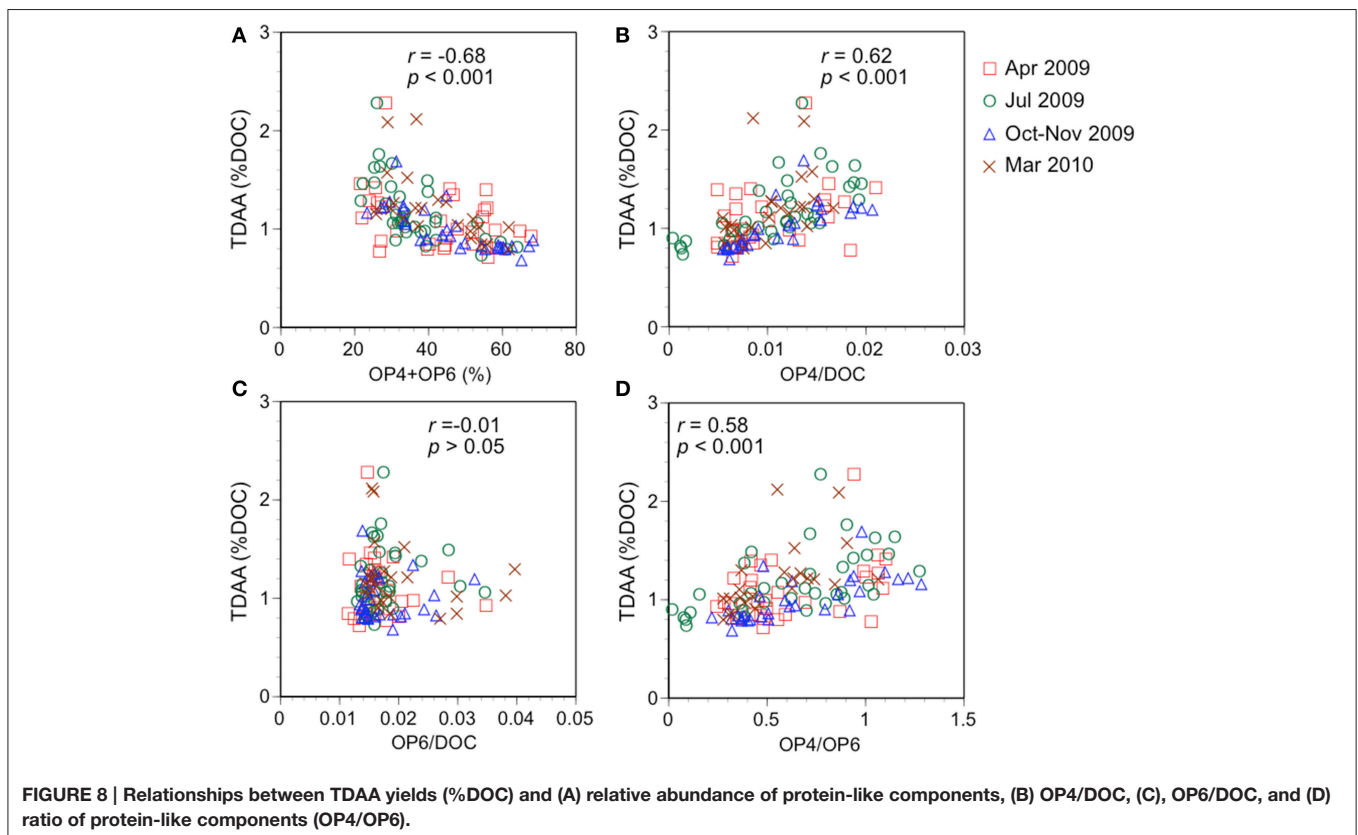 A
B
r = -0.68
p < 0.001
r = 0.62
p < 0.001
Apr 2009
Jul 2009
Oct-Nov 2009
Mar 2010
TDAA (%DOC)
3
2
1
0
0 20 40 60 80
OP4+OP6 (%)
TDAA (%DOC)
3
2
1
0
0 0.01 0.02 0.03
OP4/DOC
C
D
r =-0.01
p > 0.05
r = 0.58
p < 0.001
TDAA (%DOC)
3
2
1
0
0 0.01 0.02 0.03 0.04 0.05
OP6/DOC
TDAA (%DOC)
3
2
1
0
0 0.5 1 1.5
OP4/OP6
FIGURE 8 | Relationships between TDAA yields (%DOC) and (A) relative abundance of protein-like components, (B) OP4/DOC, (C), OP6/DOC, and (D)
ratio of protein-like components (OP4/OP6).